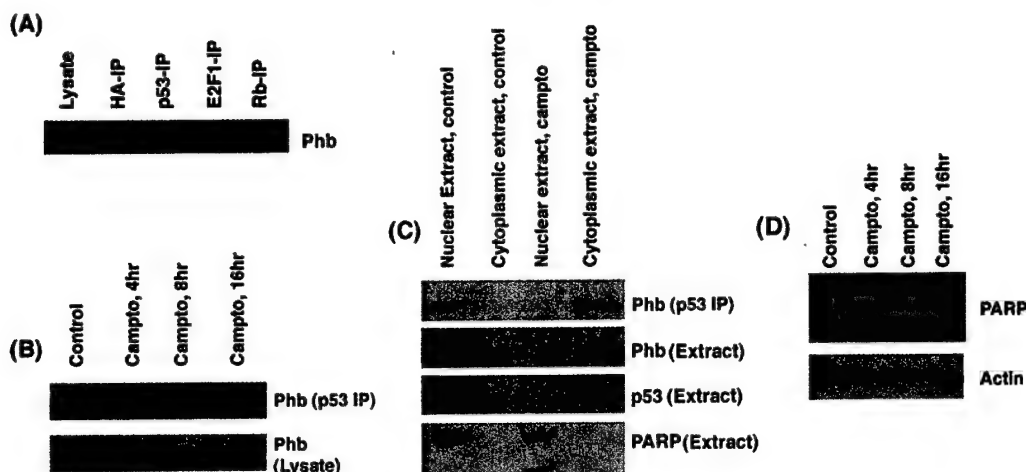 (A)
Lysate
HA-IP
p53-IP
E2F1-IP
Rb-IP
Phb
(B)
Control
Campto, 4hr
Campto, 8hr
Campto, 16hr
Phb (p53 IP)
Phb
(Lysate)
(C)
Nuclear Extract, control
Cytoplasmic extract, control
Nuclear extract, campto
Cytoplasmic extract, campto
Phb (p53 IP)
Phb (Extract)
p53 (Extract)
PARP (Extract)
(D)
Control
Campto, 4hr
Campto, 8hr
Campto, 16hr
PARP
Actin